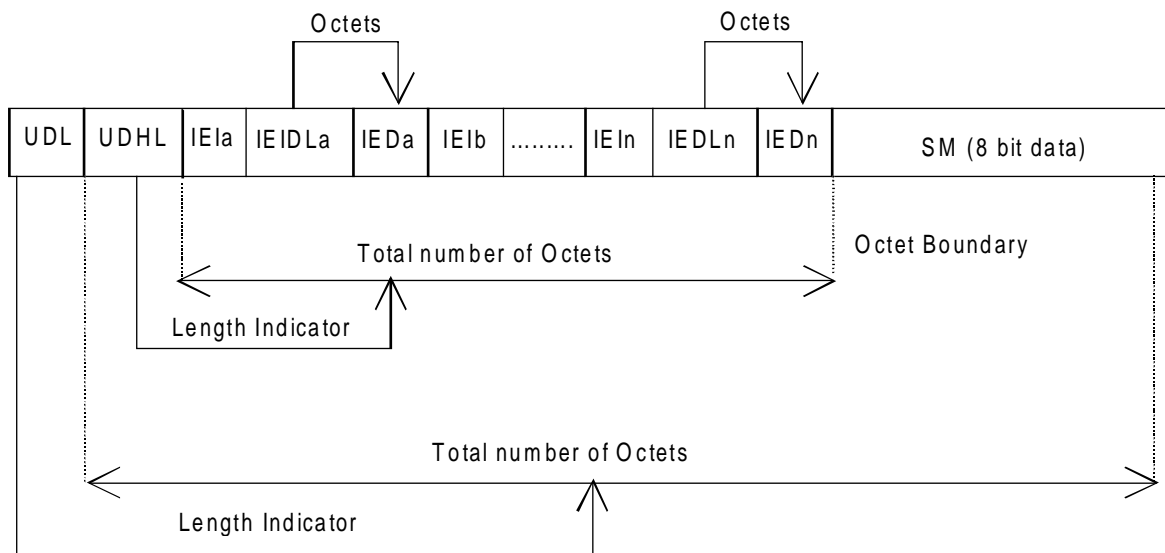 Octets Octets
UDL UDHL IEIa IEIDLa IEDa IEIb ......... IEIn IEDLn IEDn SM (8 bit data)
Total number of Octets Octet Boundary
Length Indicator
Total number of Octets
Length Indicator